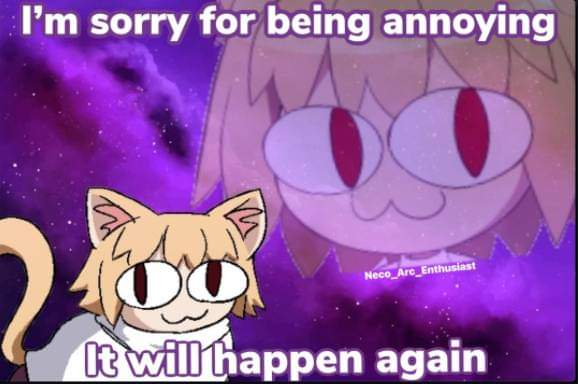 I'm sorry for being annoying
Neco_Arc_Enthusiast
It will happen again